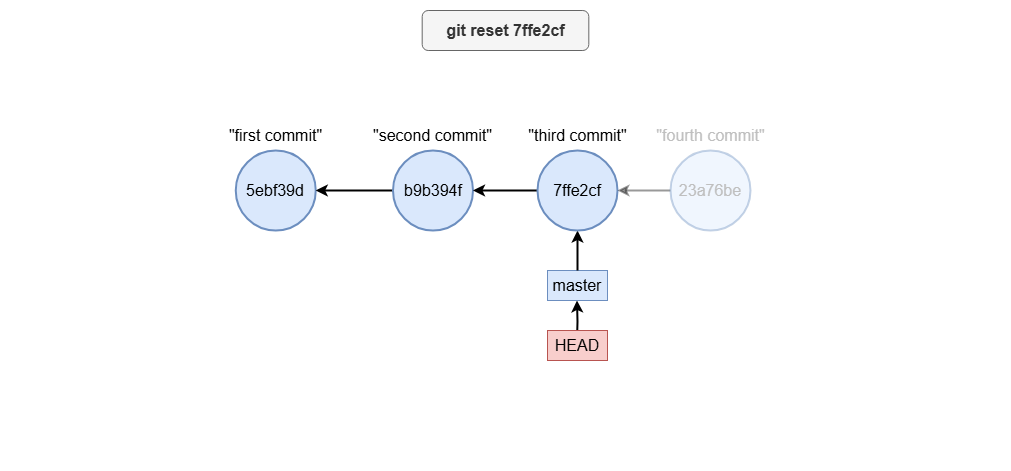 git reset 7ffe2cf
"first commit" "second commit" "third commit" "fourth commit"
5ebf39d b9b394f 7ffe2cf 23a76be
master
HEAD